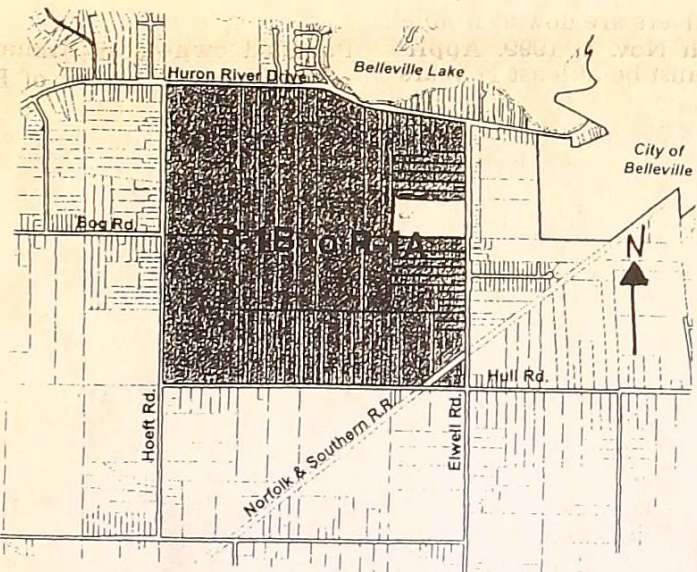 Huron River Drive
Belleville Lake
City of
Belleville
Bog Rd.
R-1B to R-1A
N
Hull Rd.
Hoeft Rd.
Norfolk & Southern R.R.
Elwell Rd.